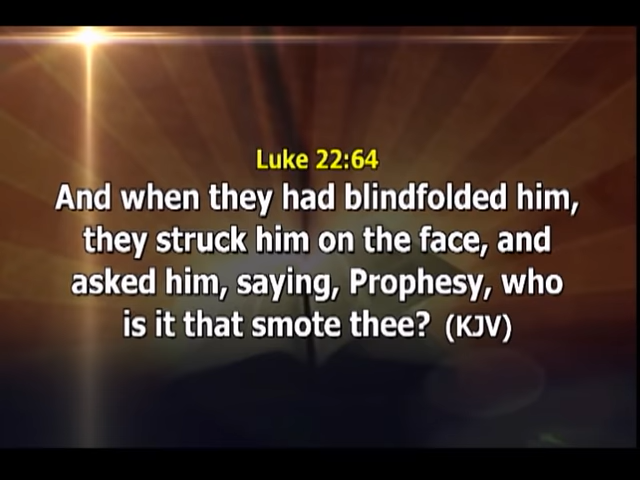 Luke 22:64
And when they had blindfolded him,
they struck him on the face, and
asked him, saying, Prophesy, who
is it that smote thee? (KJV)